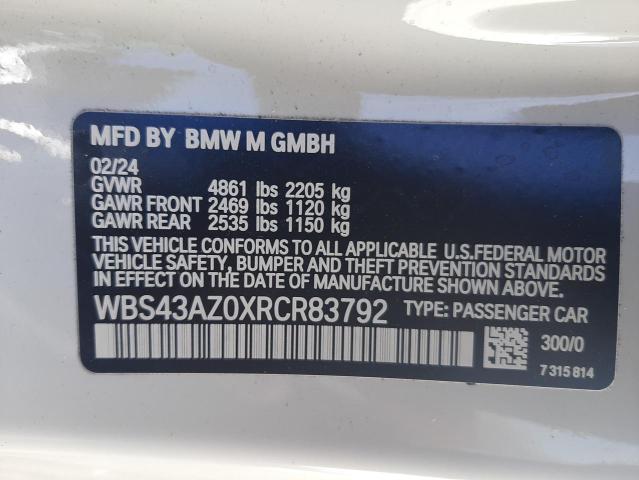 MFD BY BMW M GMBH
02/24
GVWR 4861 lbs 2205 kg
GAWR FRONT 2469 lbs 1120 kg
GAWR REAR 2535 lbs 1150 kg
THIS VEHICLE CONFORMS TO ALL APPLICABLE U.S.FEDERAL MOTOR
VEHICLE SAFETY, BUMPER AND THEFT PREVENTION STANDARDS
IN EFFECT ON THE DATE OF MANUFACTURE SHOWN ABOVE.
WBS43AZ0XRCR83792 TYPE: PASSENGER CAR
300/0
7 315 814